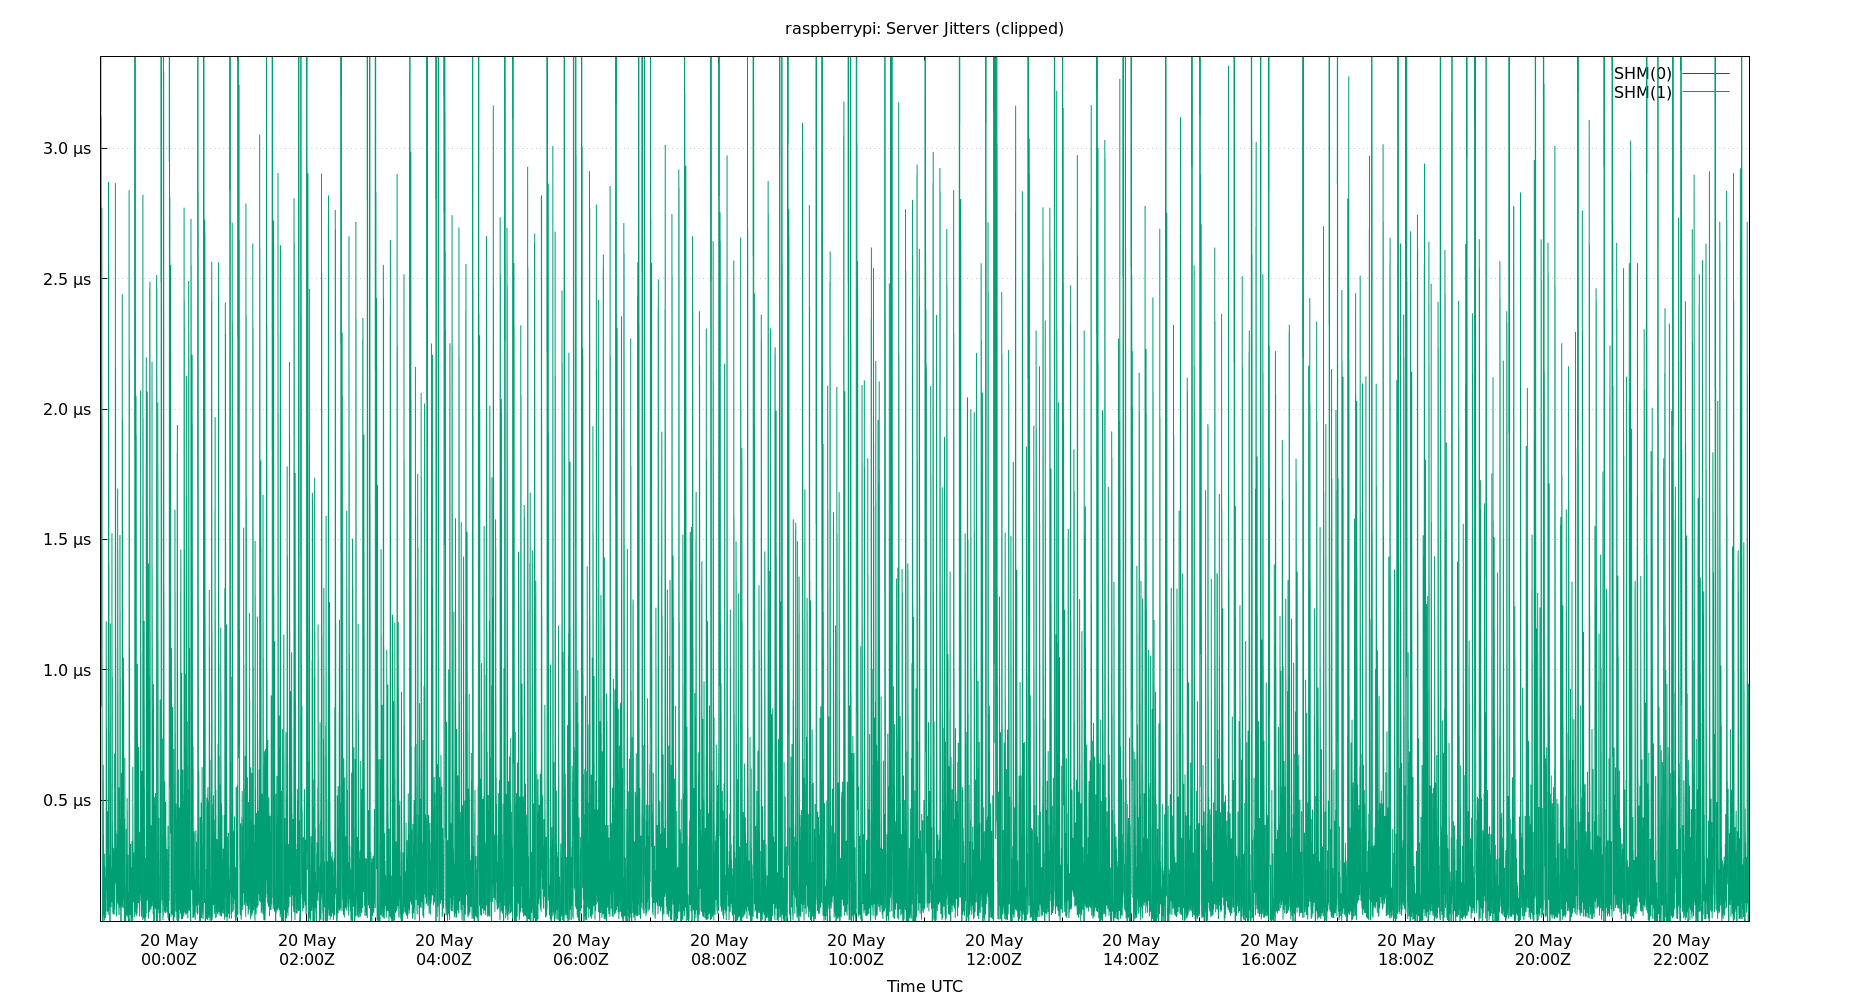 raspberrypi: Server Jitters (clipped)
SHM(0)
SHM(1)
3.0 µs
2.5 µs
2.0 µs
1.5 µs
1.0 µs
0.5 µs
20 May 20 May 20 May 20 May 20 May 20 May 20 May 20 May 20 May 20 May 20 May 20 May
00:00Z 02:00Z 04:00Z 06:00Z 08:00Z 10:00Z 12:00Z 14:00Z 16:00Z 18:00Z 20:00Z 22:00Z
Time UTC